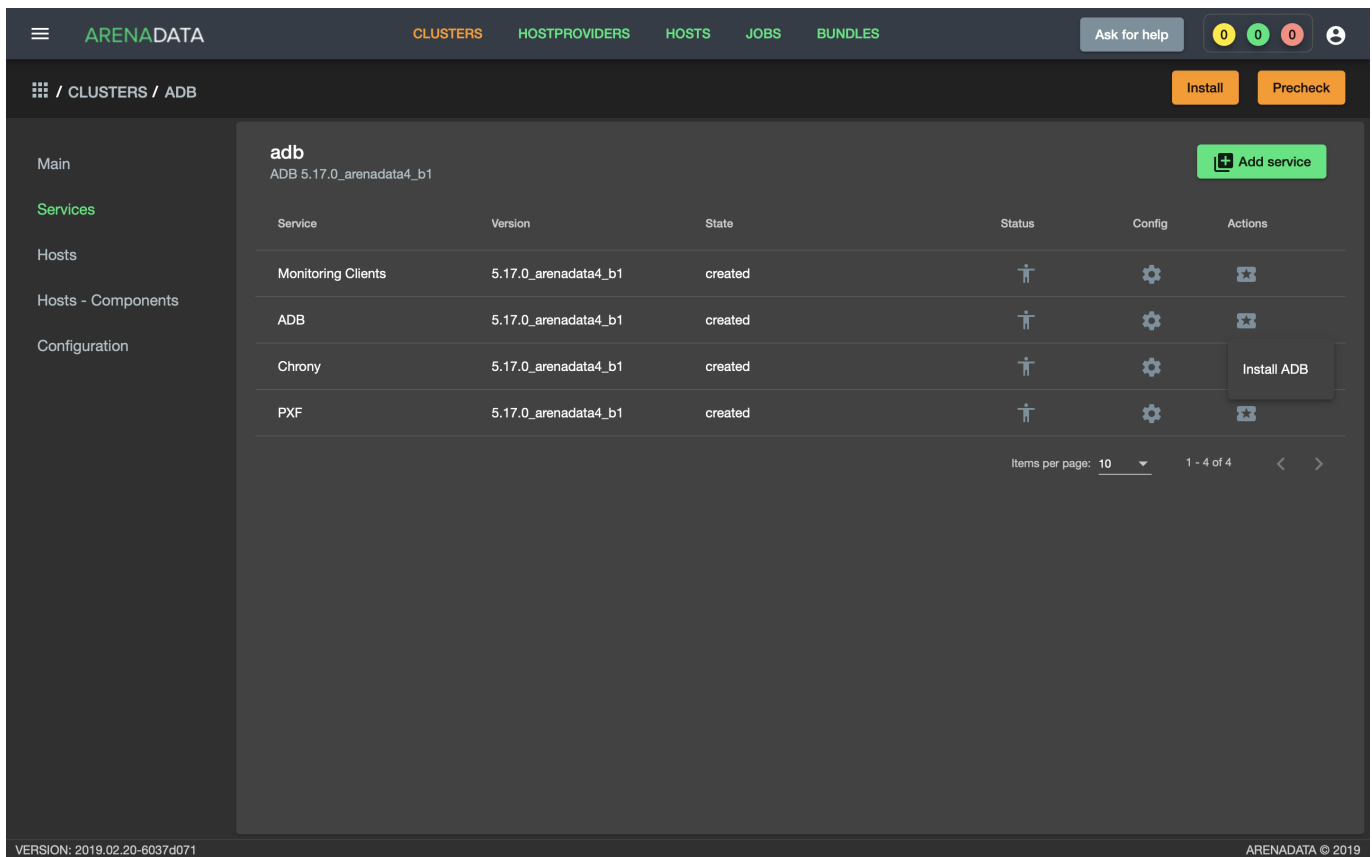 ARENADATA CLUSTERS HOSTPROVIDERS HOSTS JOBS BUNDLES Ask for help 0 0 0
/ CLUSTERS / ADB Install Precheck
Main
Services
Hosts
Hosts - Components
Configuration
adb
ADB 5.17.0_arenadata4_b1
Add service
Service Version State Status Config Actions
Monitoring Clients 5.17.0_arenadata4_b1 created
ADB 5.17.0_arenadata4_b1 created
Chrony 5.17.0_arenadata4_b1 created Install ADB
PXF 5.17.0_arenadata4_b1 created
Items per page: 10 1 - 4 of 4
VERSION: 2019.02.20-6037d071 ARENADATA © 2019